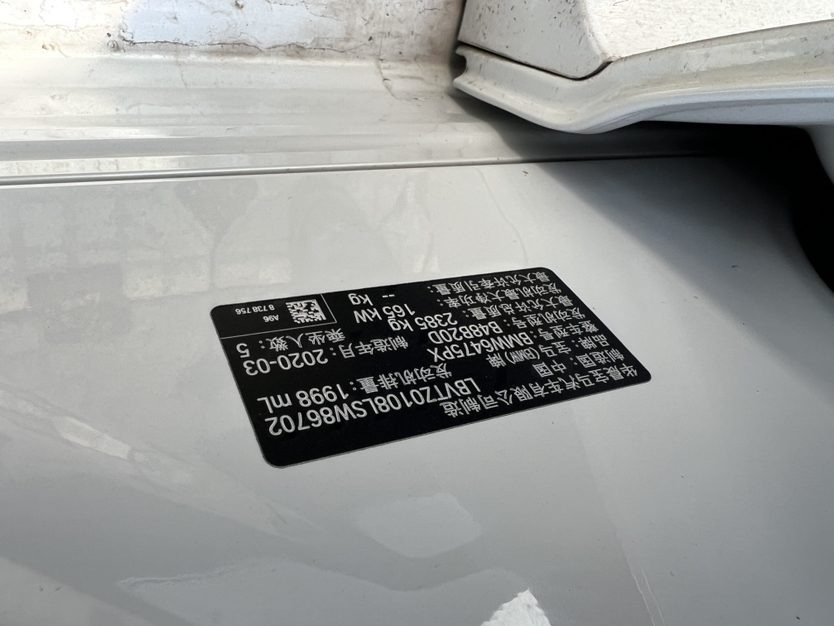 华晨宝马汽车有限公司制造
LBVTZ0108LSW86702
制造国：中国
品牌：宝马（BMW）牌
发动机排量：1998 mL
整车型号：BMW6475PX
制造年月：2020-03
发动机型号：B48B20D
乘坐人数：5
最大允许总质量：2385 kg
发动机最大净功率：165 kW
最大允许牵引质量：-- kg
A96
8 738 756